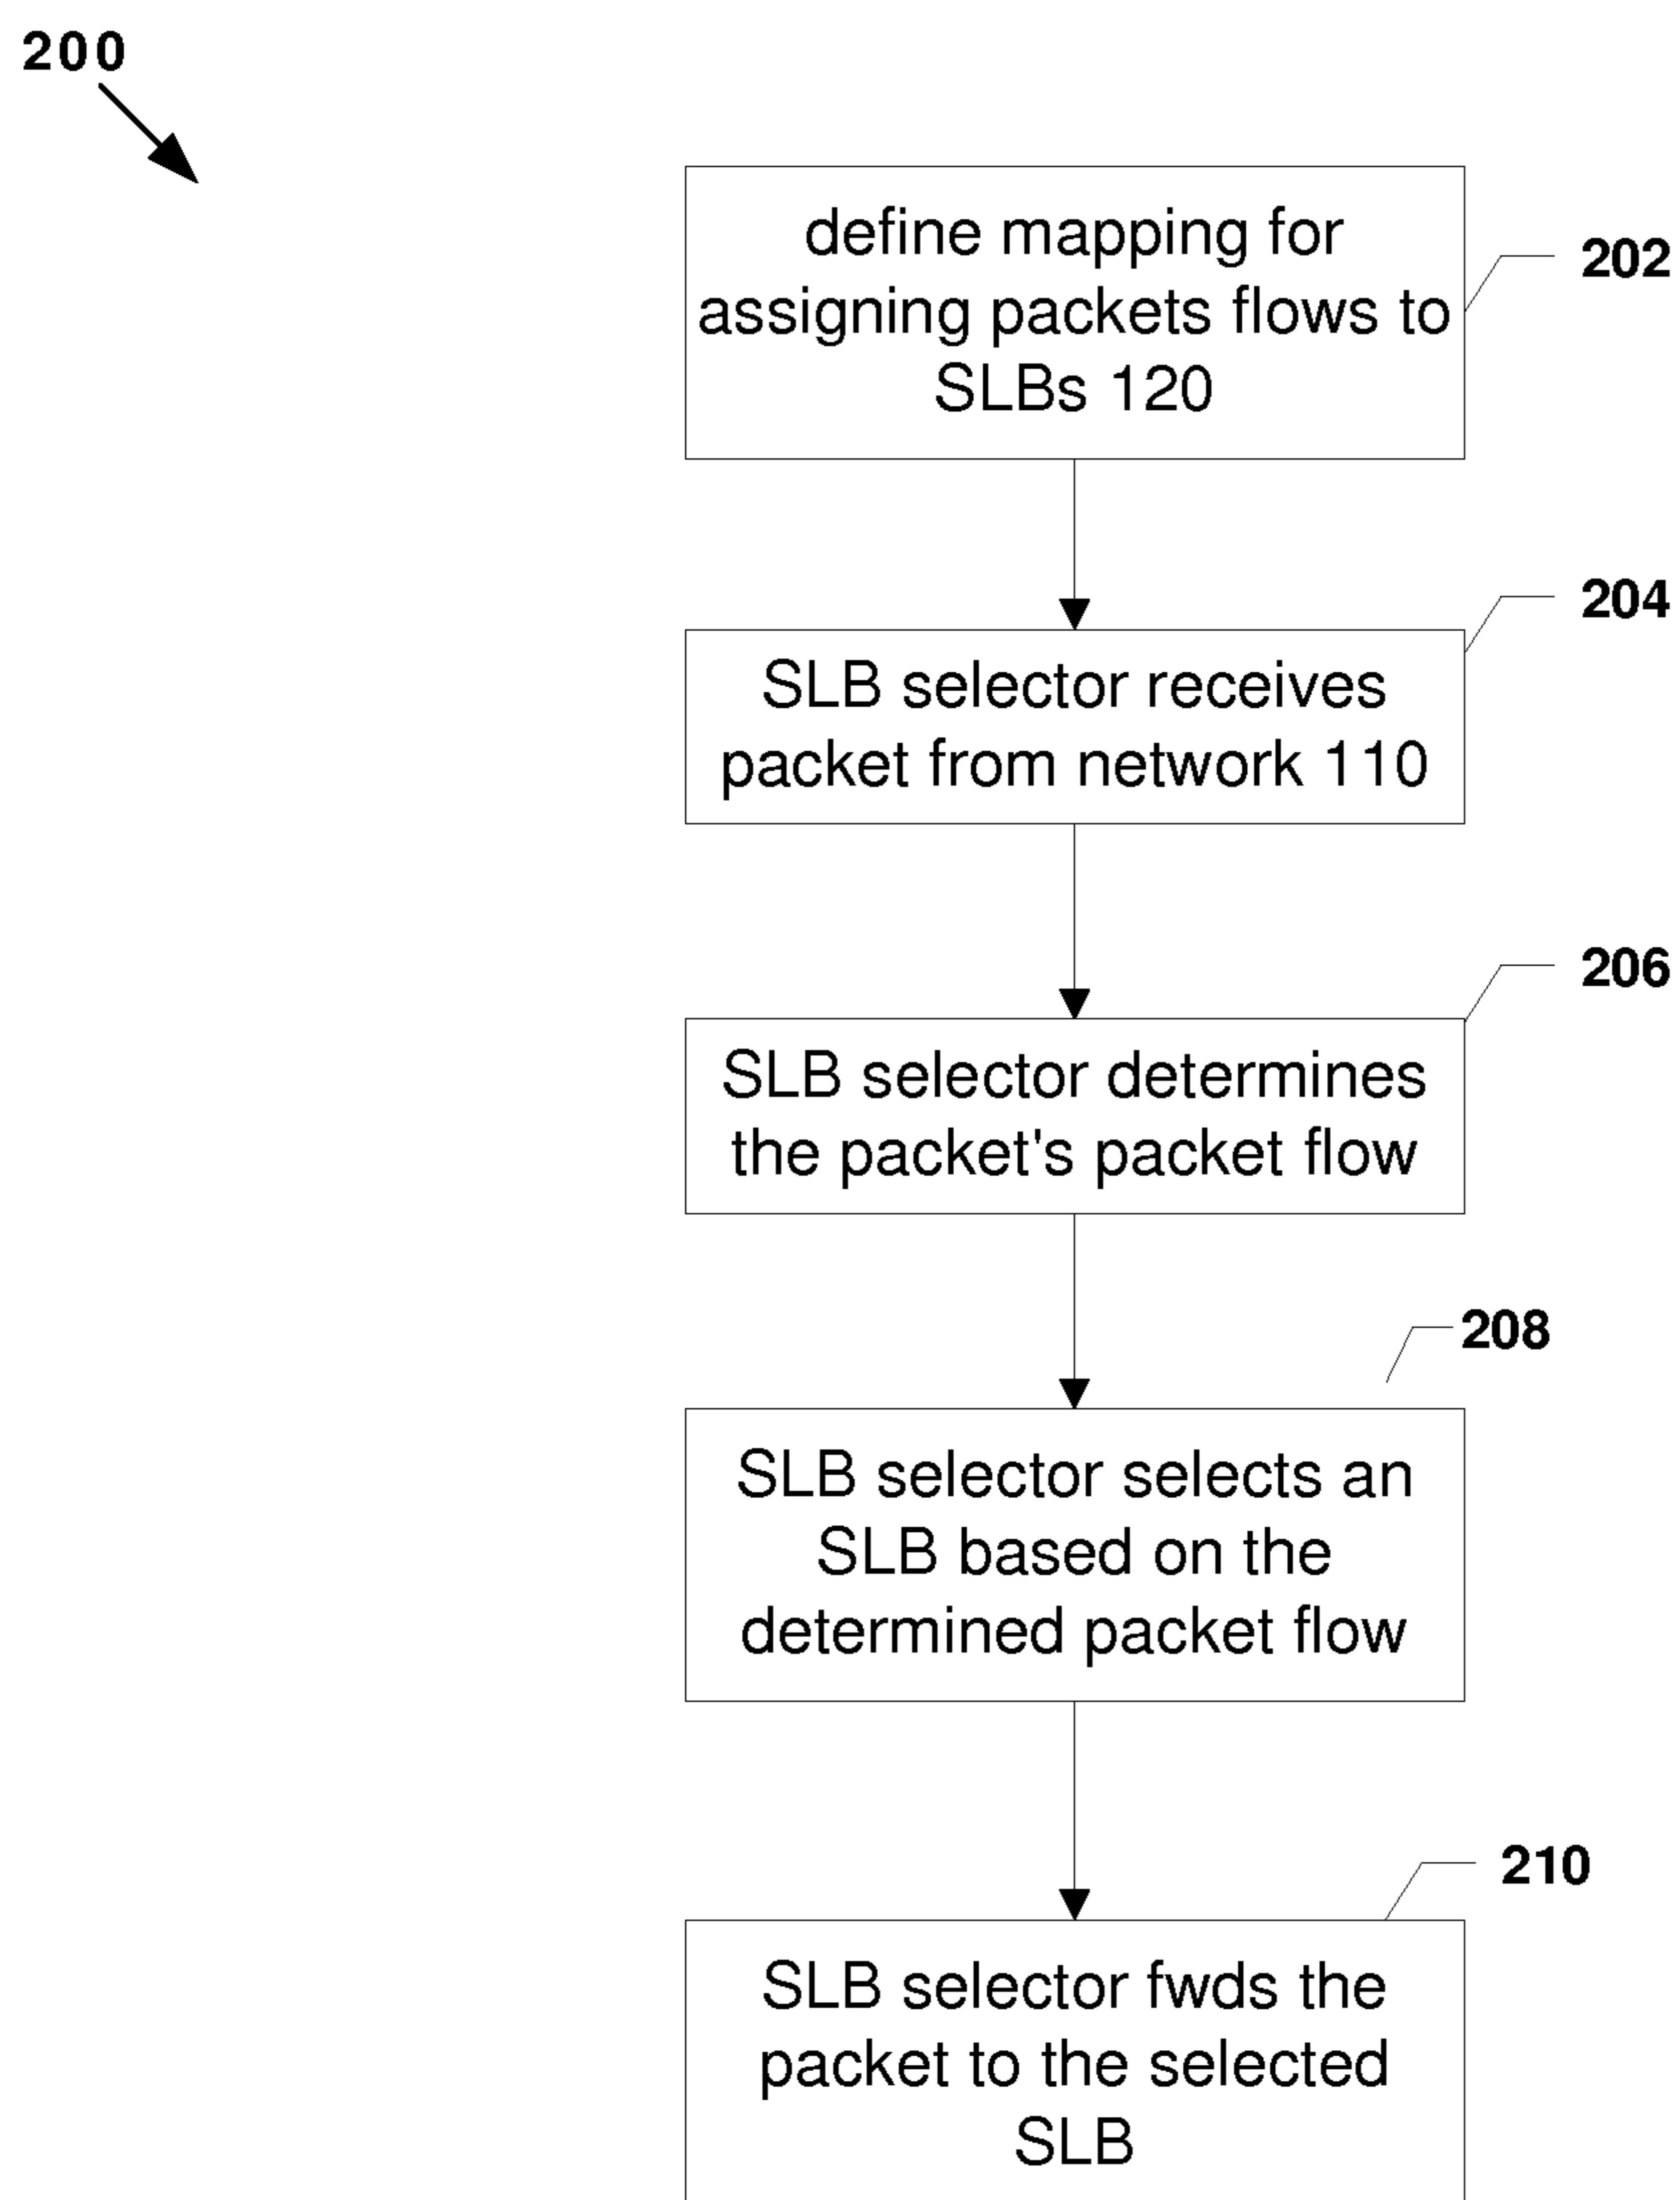 200
define mapping for
assigning packets flows to
SLBs 120
202
SLB selector receives
packet from network 110
204
SLB selector determines
the packet's packet flow
206
SLB selector selects an
SLB based on the
determined packet flow
208
SLB selector fwds the
packet to the selected
SLB
210